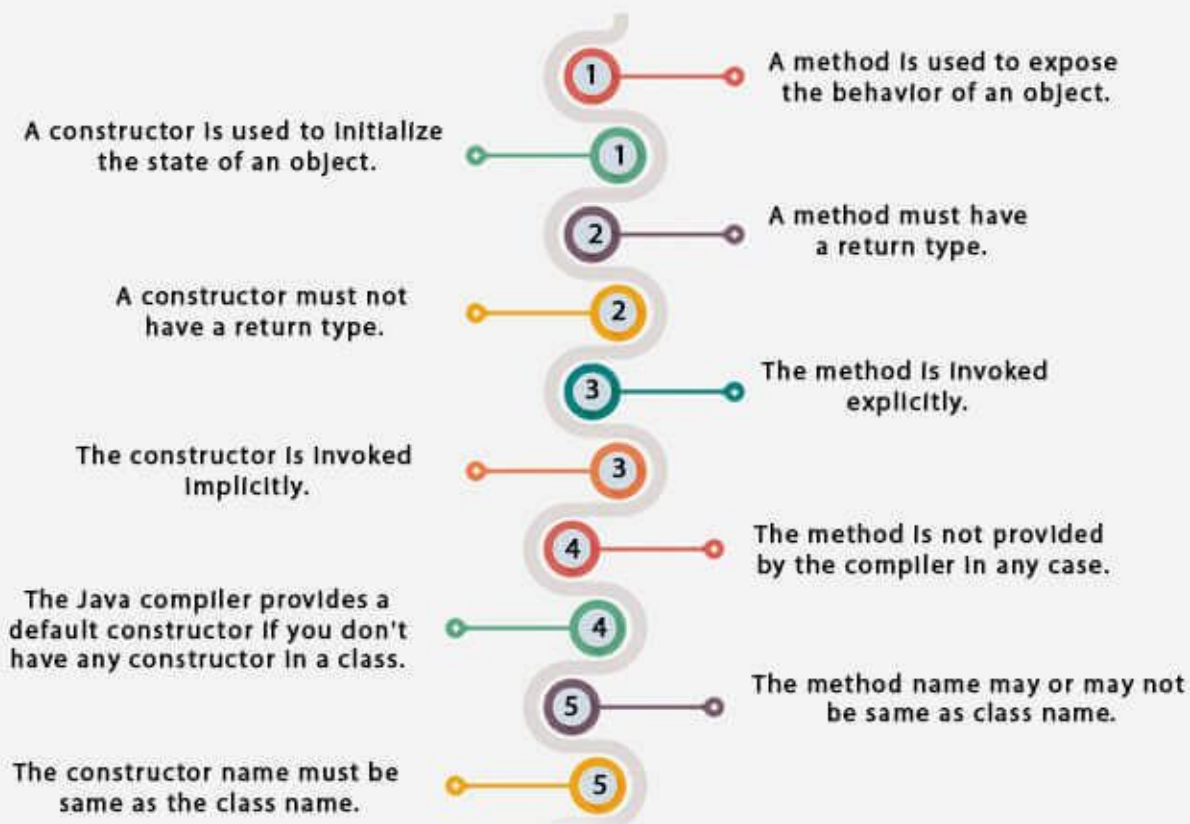 1
A method is used to expose
the behavior of an object.
A constructor is used to initialize
the state of an object.
1
2
A method must have
a return type.
A constructor must not
have a return type.
2
3
The method is invoked
explicitly.
The constructor is invoked
implicitly.
3
4
The method is not provided
by the compiler in any case.
The Java compiler provides a
default constructor if you don't
have any constructor in a class.
4
5
The method name may or may not
be same as class name.
The constructor name must be
same as the class name.
5